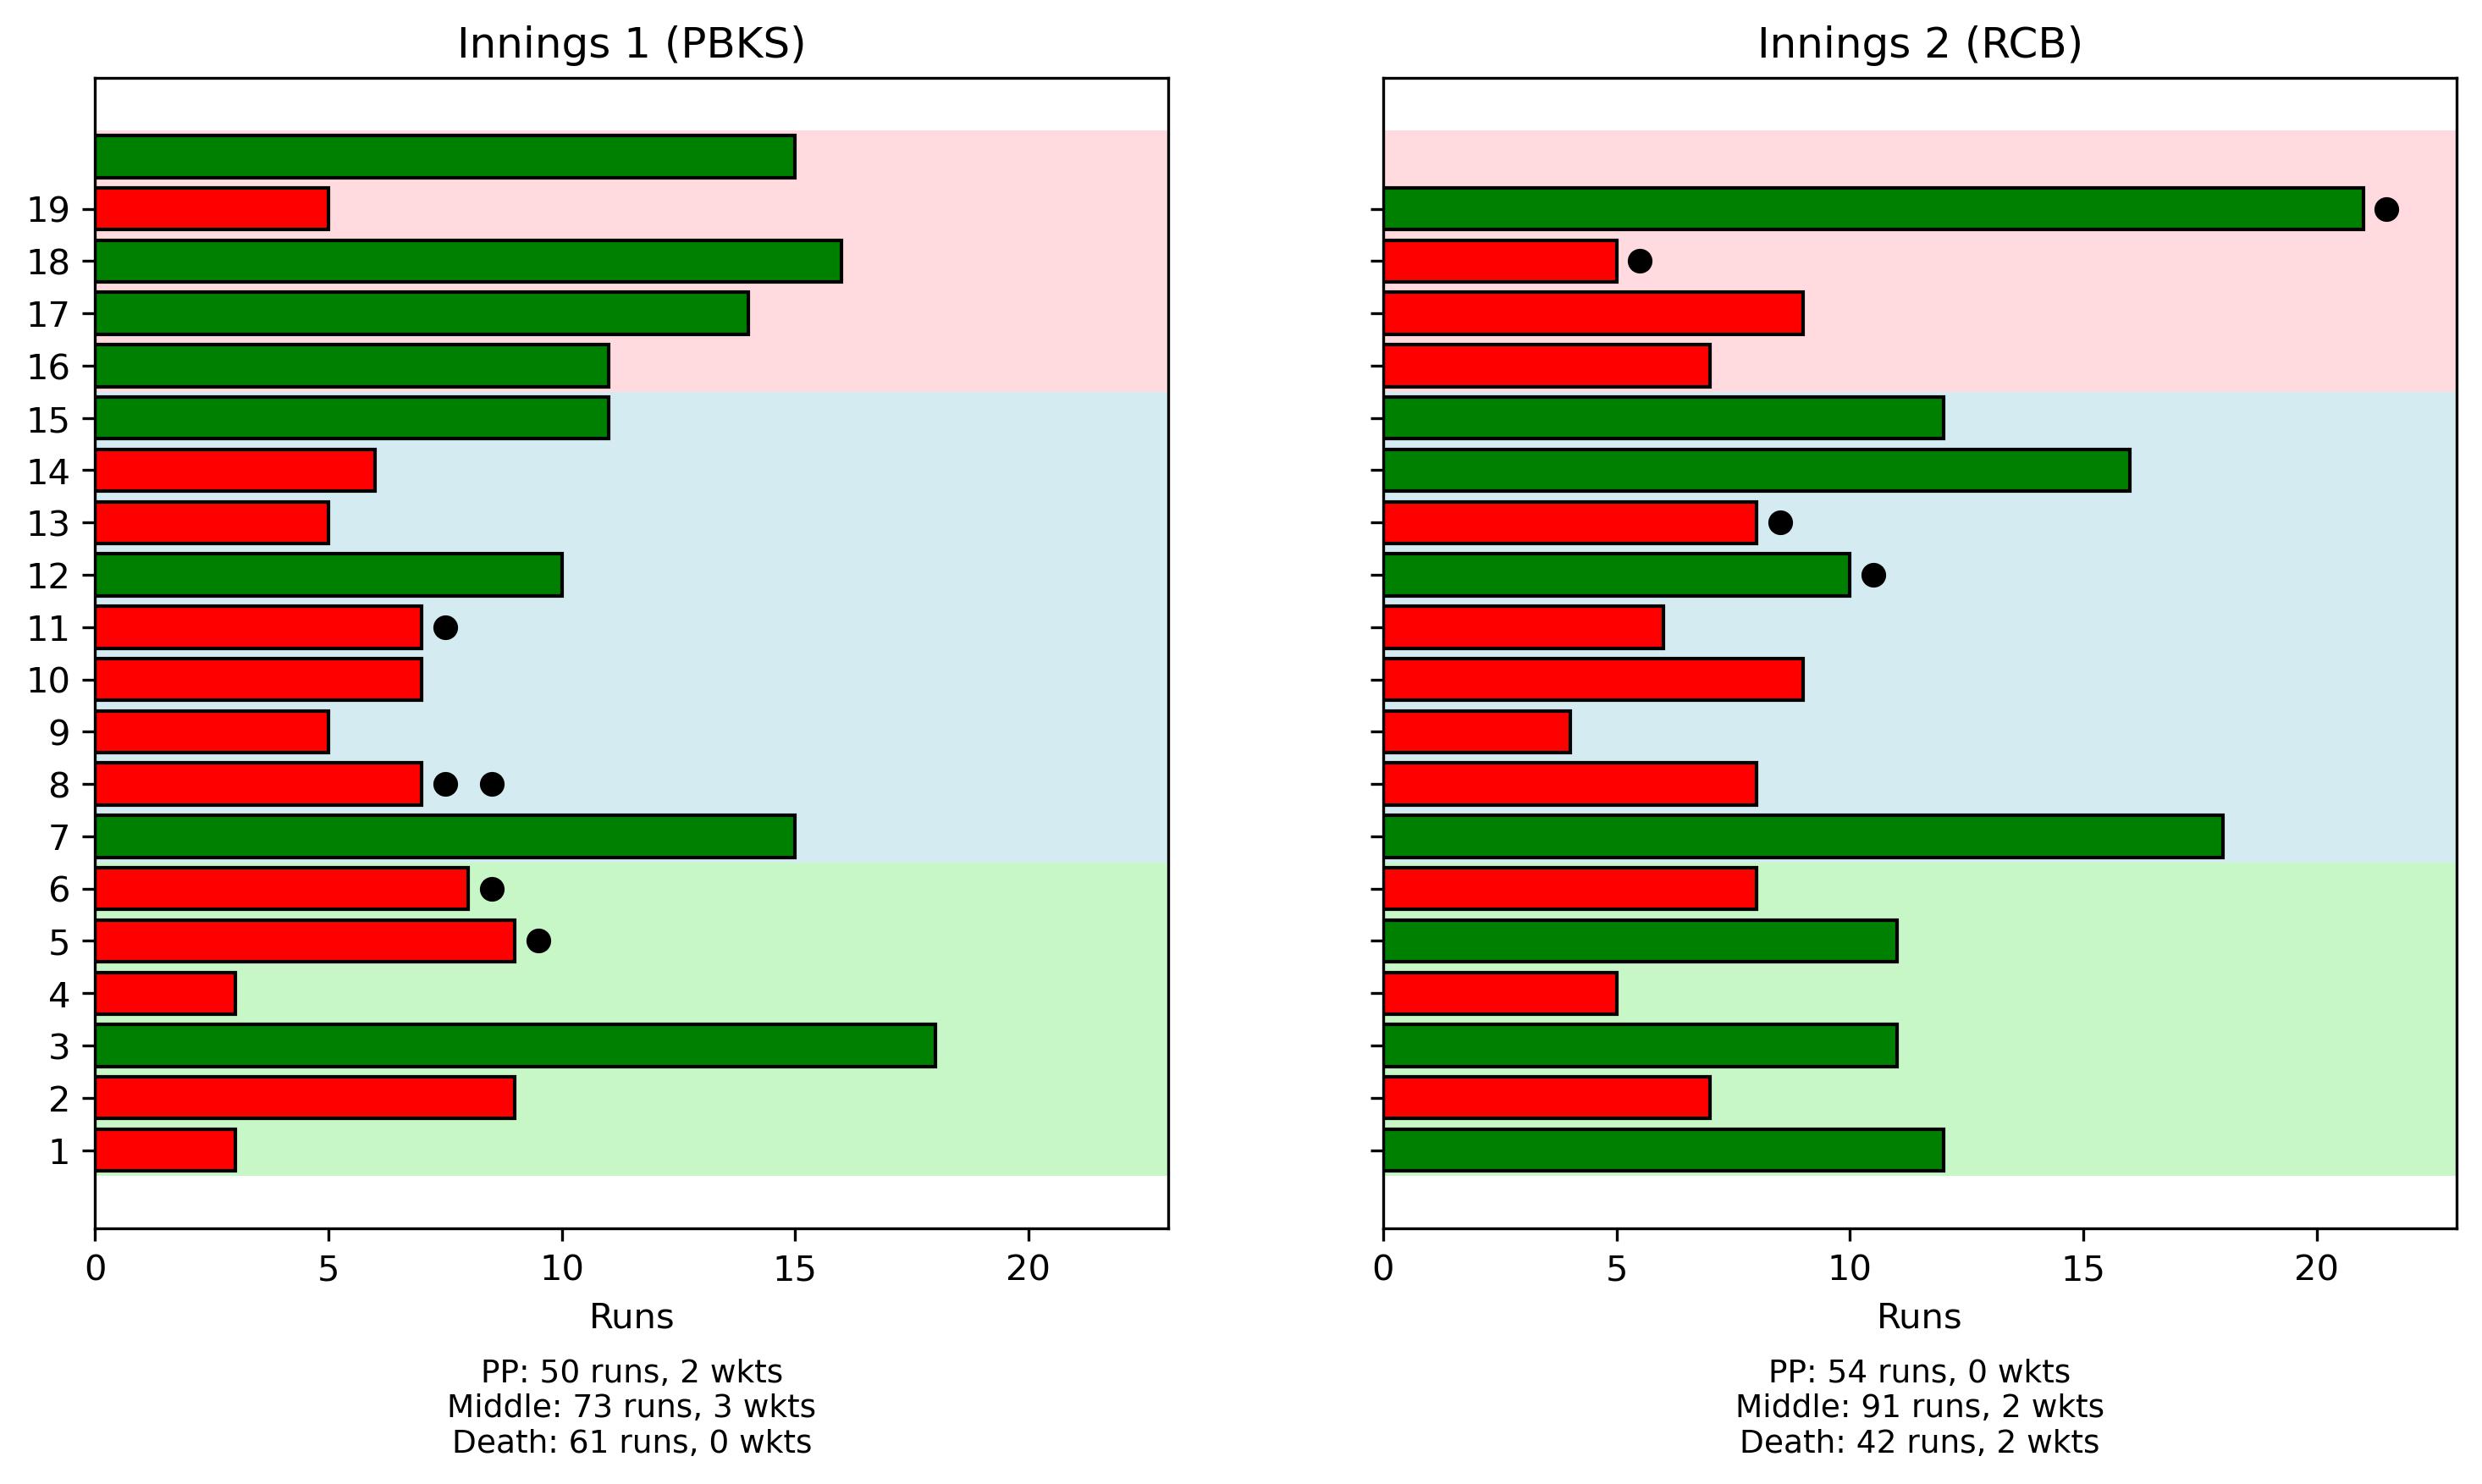 Innings 1 (PBKS)
19
18
17
16
15
14
13
12
11
10
9
8
7
6
5
4
3
2
1
0 5 10 15 20
Runs
PP: 50 runs, 2 wkts
Middle: 73 runs, 3 wkts
Death: 61 runs, 0 wkts
Innings 2 (RCB)
0 5 10 15 20
Runs
PP: 54 runs, 0 wkts
Middle: 91 runs, 2 wkts
Death: 42 runs, 2 wkts